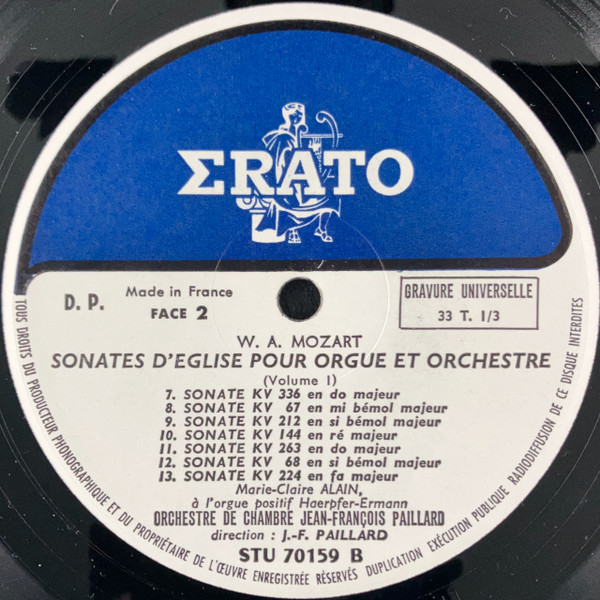 ΣRATO
D. P.
Made in France
FACE 2
GRAVURE UNIVERSELLE
33 T. 1/3
W. A. MOZART
SONATES D'EGLISE POUR ORGUE ET ORCHESTRE
(Volume I)
7. SONATE KV 336 en do majeur
8. SONATE KV 67 en mi bémol majeur
9. SONATE KV 212 en si bémol majeur
10. SONATE KV 144 en ré majeur
11. SONATE KV 263 en do majeur
12. SONATE KV 68 en si bémol majeur
13. SONATE KV 224 en fa majeur
Marie-Claire ALAIN,
à l'orgue positif Haerpfer-Ermann
ORCHESTRE DE CHAMBRE JEAN-FRANÇOIS PAILLARD
direction : J.-F. PAILLARD
STU 70159 B
TOUS DROITS DU PRODUCTEUR PHONOGRAPHIQUE ET DU PROPRIÉTAIRE DE L'ŒUVRE ENREGISTRÉE RÉSERVÉS DUPLICATION EXÉCUTION PUBLIQUE RADIODIFFUSION DE CE DISQUE INTERDITES